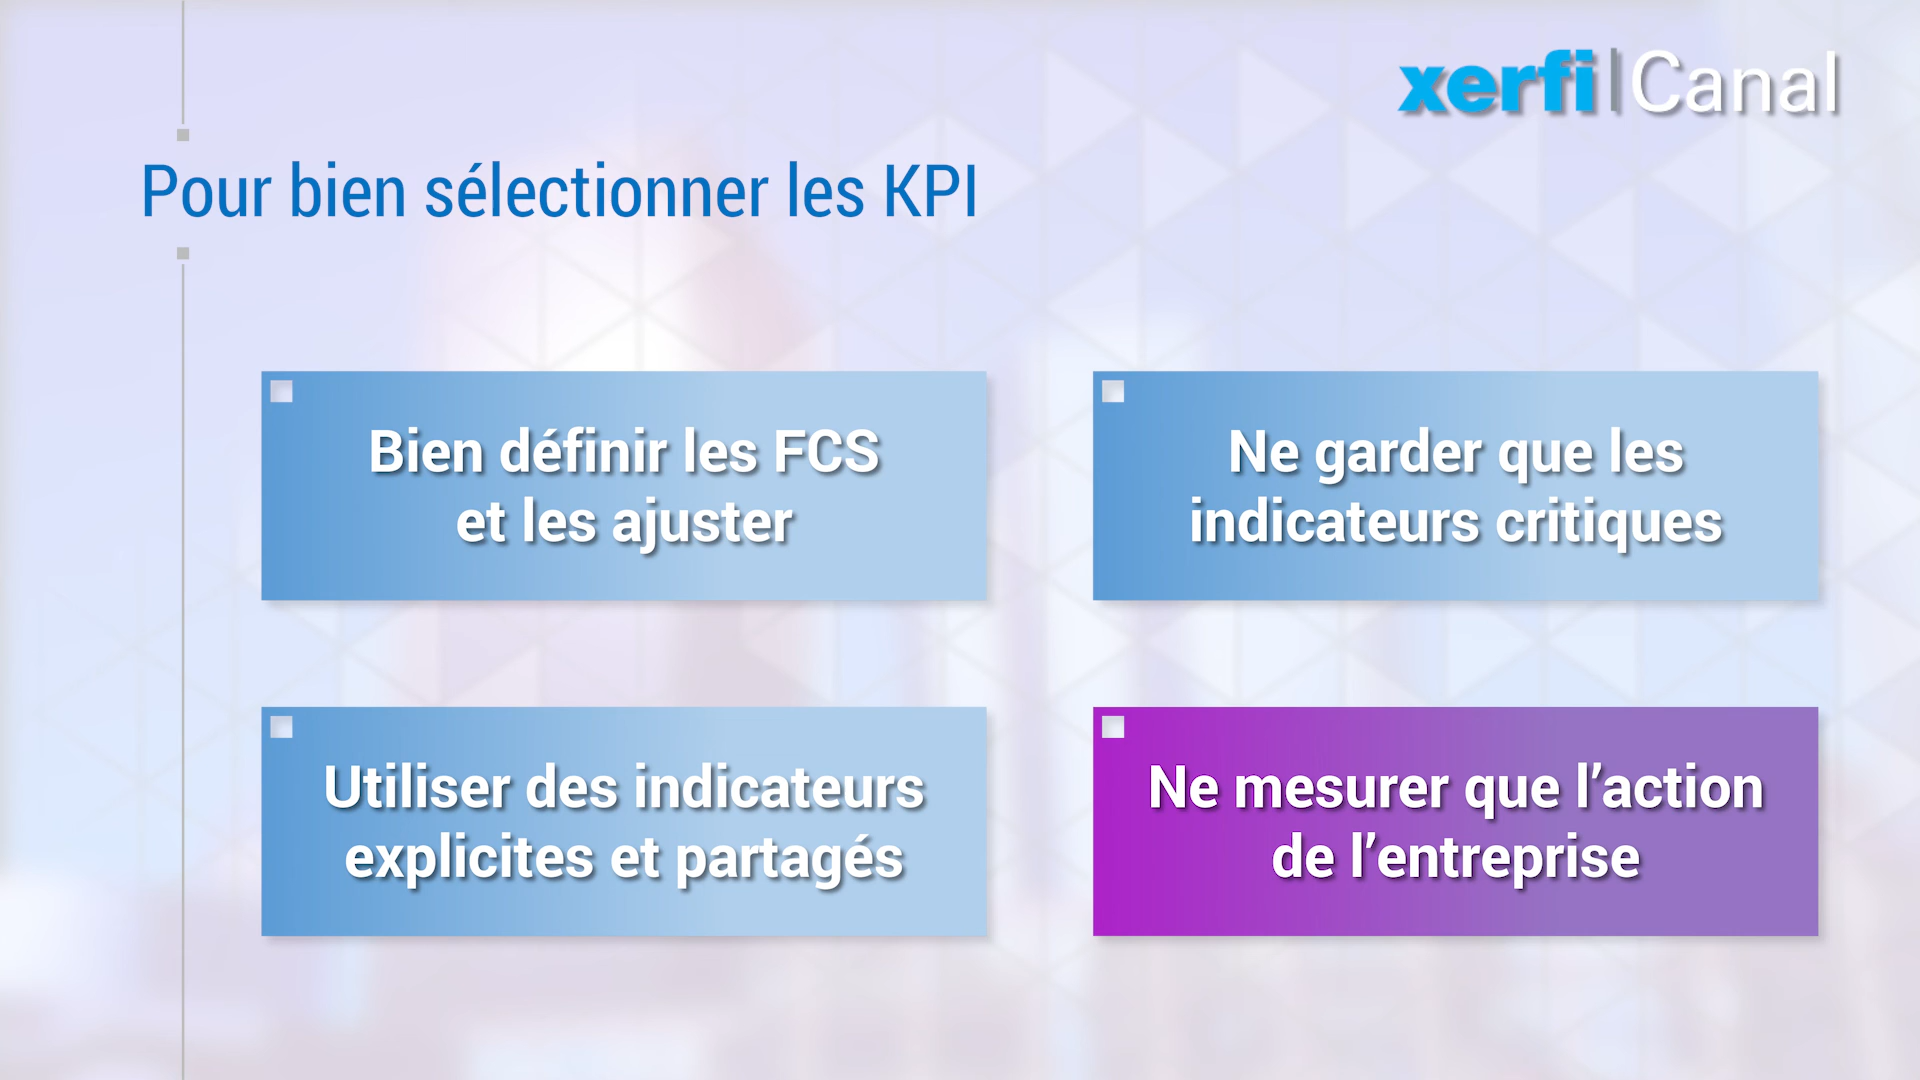 xerfi|Canal
Pour bien sélectionner les KPI
Bien définir les FCS
et les ajuster
Ne garder que les
indicateurs critiques
Utiliser des indicateurs
explicites et partagés
Ne mesurer que l’action
de l’entreprise